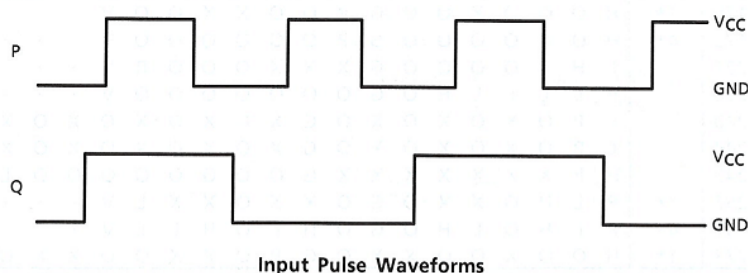 P
VCC
GND
Q
VCC
GND
Input Pulse Waveforms